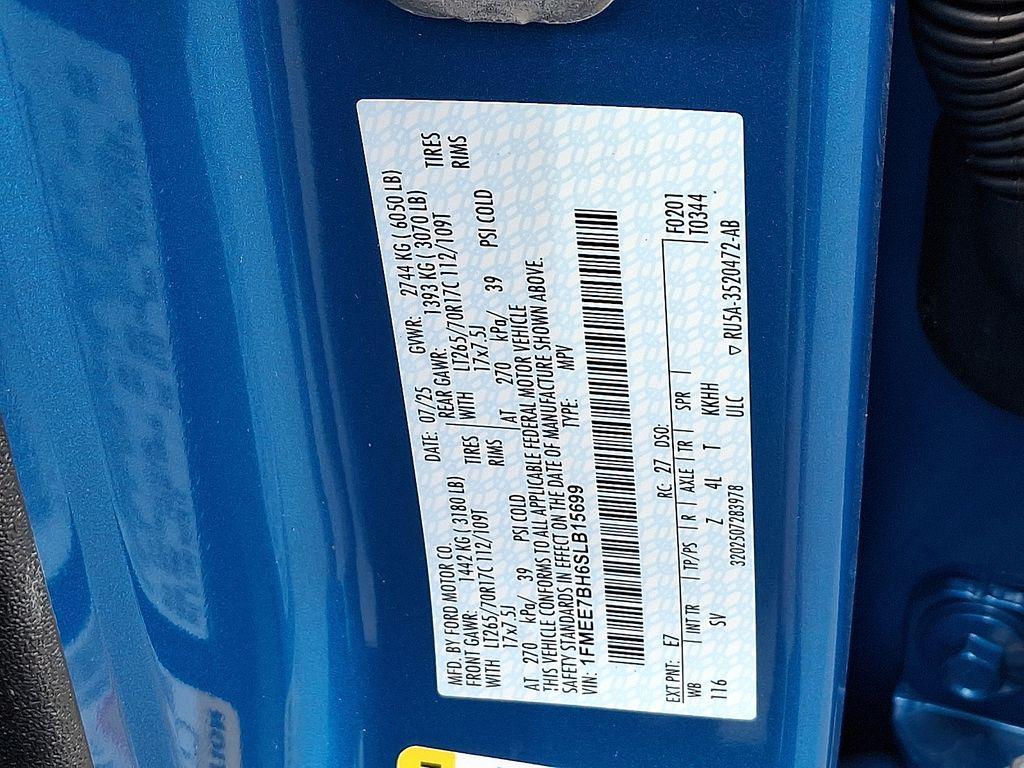 MFD. BY FORD MOTOR CO.
DATE: 07/25 GVWR: 2744 KG ( 6050 LB)
FRONT GAWR: 1442 KG ( 3180 LB) REAR GAWR: 1393 KG ( 3070 LB)
WITH LT265/70R17C 112/109T TIRES WITH LT265/70R17C 112/109T TIRES
17x7.5J RIMS 17x7.5J RIMS
AT 270 kPa/ 39 PSI COLD AT 270 kPa/ 39 PSI COLD
THIS VEHICLE CONFORMS TO ALL APPLICABLE FEDERAL MOTOR VEHICLE
SAFETY STANDARDS IN EFFECT ON THE DATE OF MANUFACTURE SHOWN ABOVE.
VIN: 1FMEE7BH6SLB15699 TYPE: MPV
EXT PNT: E7 RC: 27 DSO: F0201
WB INT TR TP/PS R AXLE TR SPR T0344
116 SV Z 4L T KKHH
3202507283978 ULC ▽ RU5A-3520472-AB